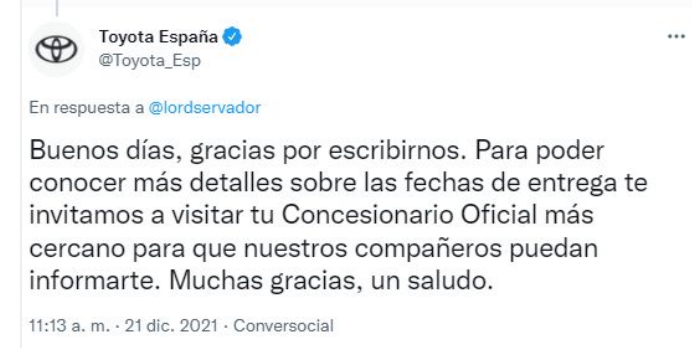 Toyota España
@Toyota_Esp
En respuesta a @lordservador
Buenos días, gracias por escribirnos. Para poder
conocer más detalles sobre las fechas de entrega te
invitamos a visitar tu Concesionario Oficial más
cercano para que nuestros compañeros puedan
informarte. Muchas gracias, un saludo.
11:13 a. m. · 21 dic. 2021 · Conversocial